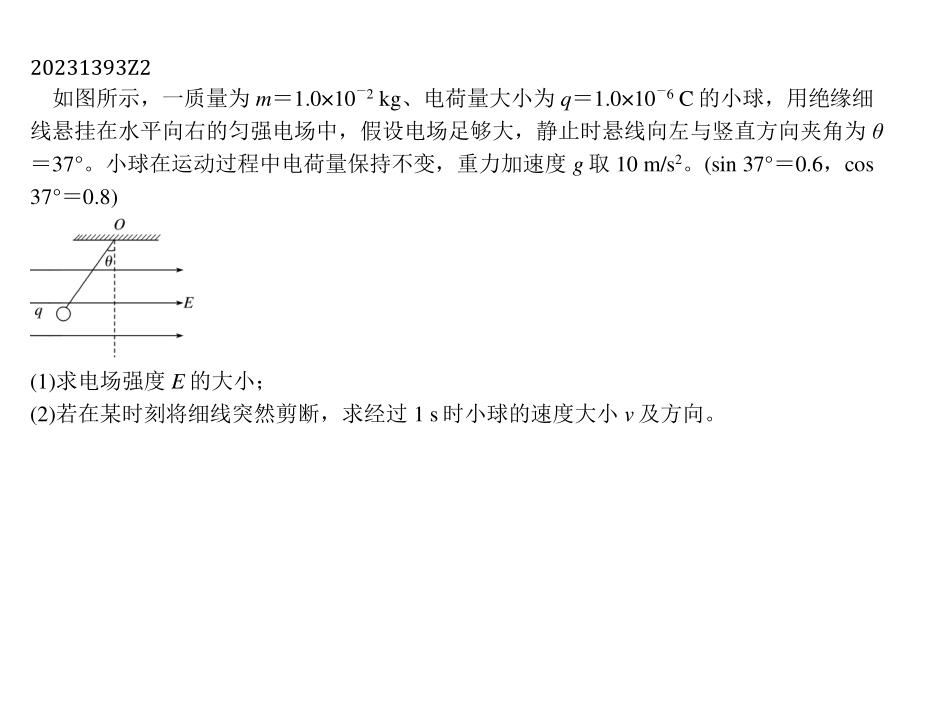 20231393Z2
如图所示，一质量为 m＝1.0×10⁻² kg、电荷量大小为 q＝1.0×10⁻⁶ C 的小球，用绝缘细
线悬挂在水平向右的匀强电场中，假设电场足够大，静止时悬线向左与竖直方向夹角为 θ
＝37°。小球在运动过程中电荷量保持不变，重力加速度 g 取 10 m/s²。(sin 37°＝0.6，cos
37°＝0.8)
O
θ
E
q
(1)求电场强度 E 的大小；
(2)若在某时刻将细线突然剪断，求经过 1 s 时小球的速度大小 v 及方向。